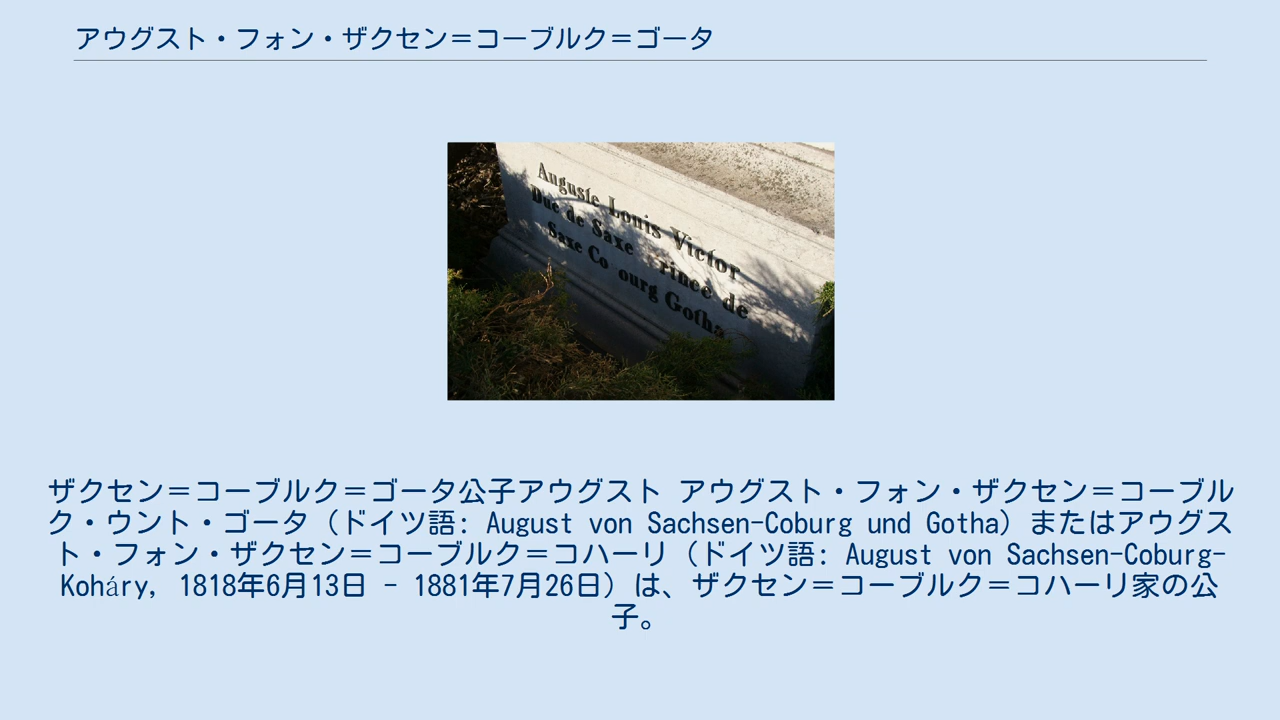 アウグスト・フォン・ザクセン＝コーブルク＝ゴータ
Auguste Louis Victor
Duc de Saxe rince de
Saxe Co ourg Gotha
ザクセン＝コーブルク＝ゴータ公子アウグスト アウグスト・フォン・ザクセン＝コーブル
ク・ウント・ゴータ（ドイツ語: August von Sachsen-Coburg und Gotha）またはアウグス
ト・フォン・ザクセン＝コーブルク＝コハーリ（ドイツ語: August von Sachsen-Coburg-
Koháry, 1818年6月13日 - 1881年7月26日）は、ザクセン＝コーブルク＝コハーリ家の公
子。